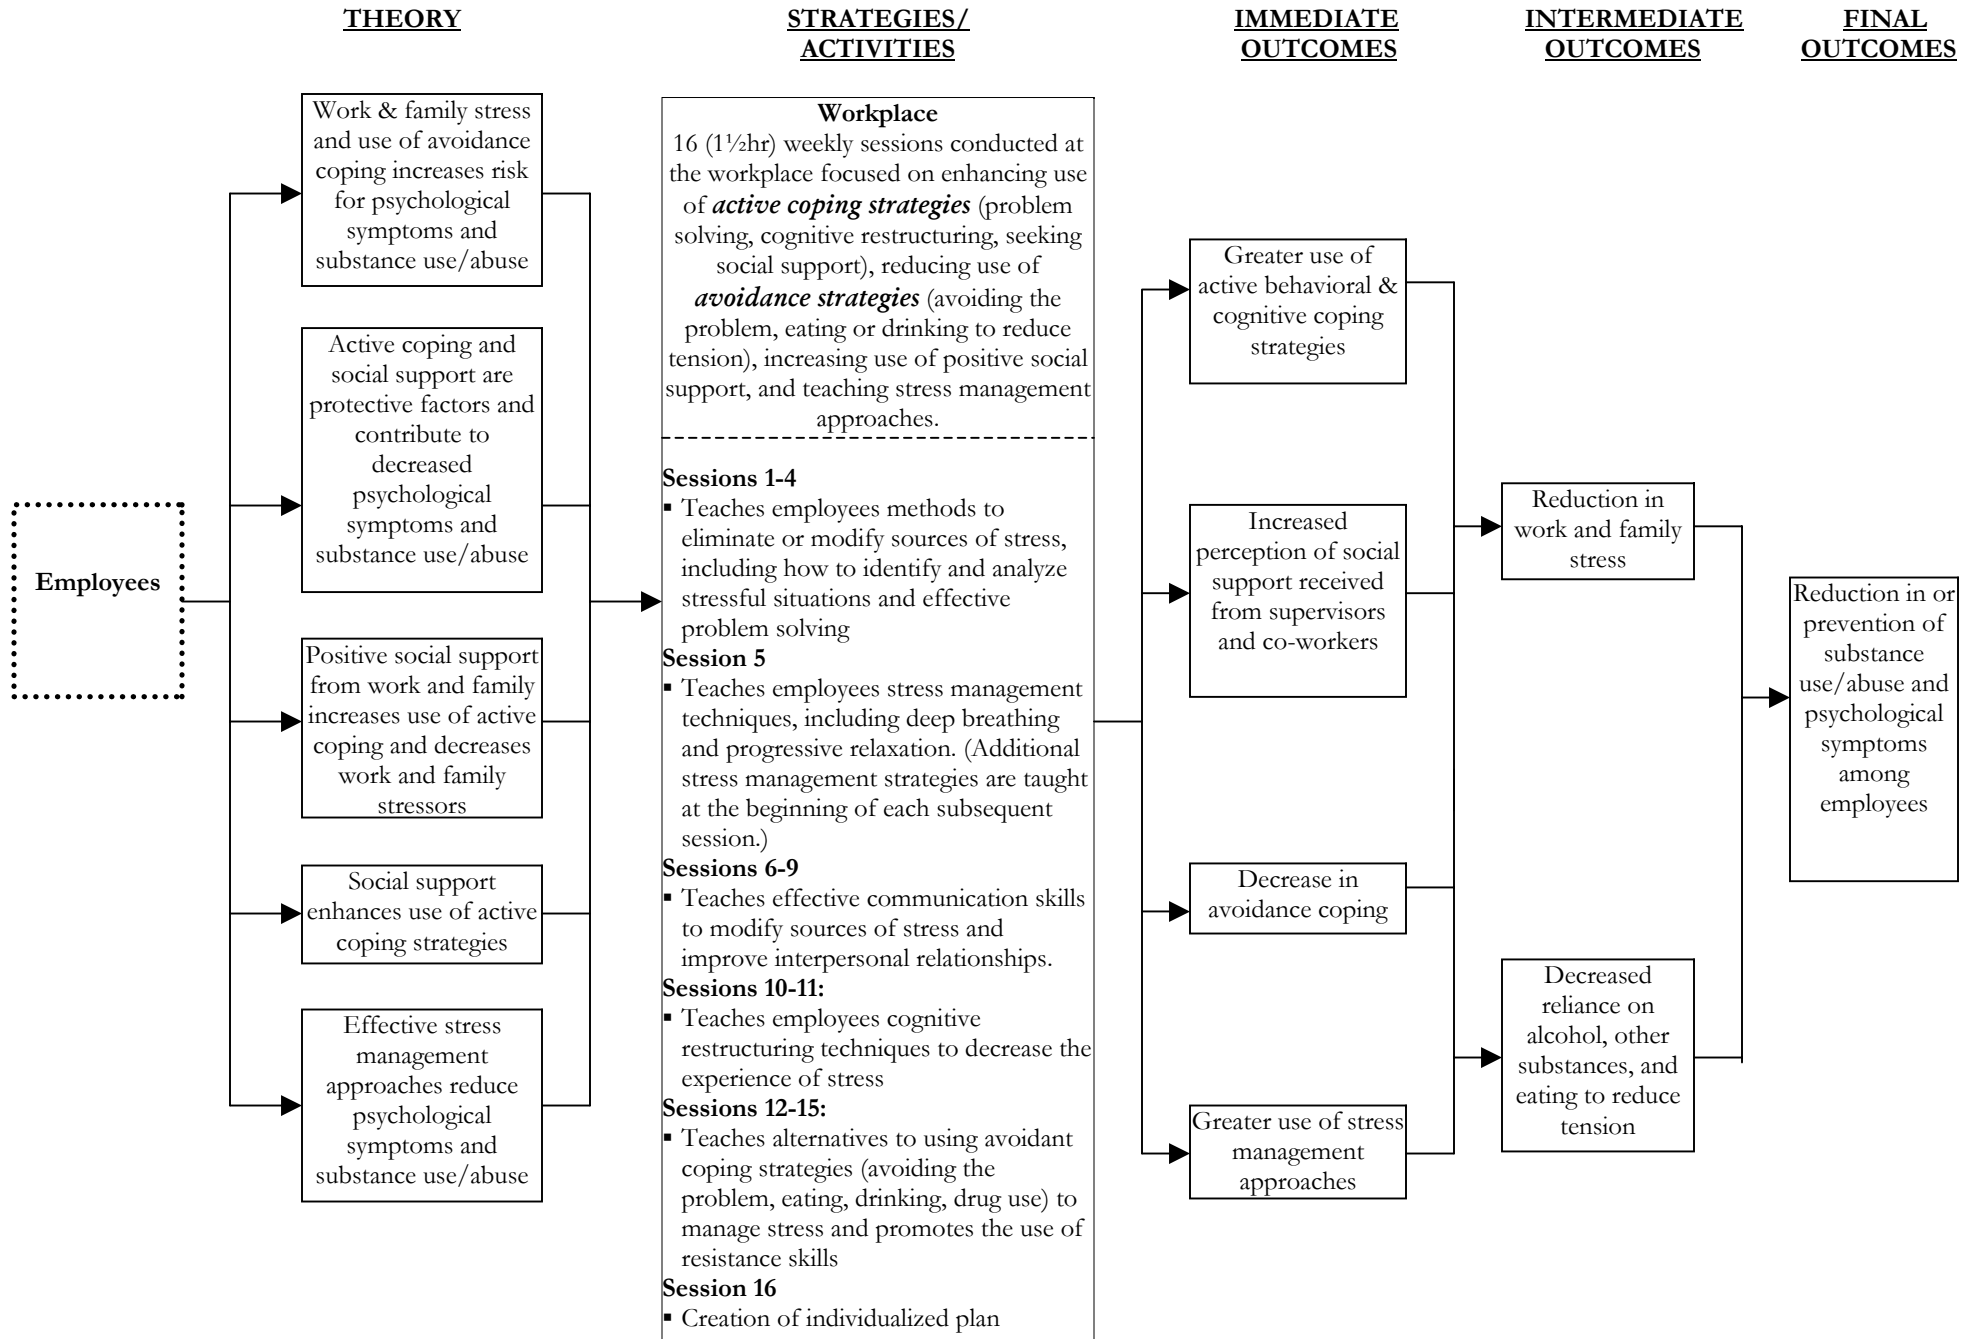 THEORY
STRATEGIES/
ACTIVITIES
IMMEDIATE
OUTCOMES
INTERMEDIATE
OUTCOMES
FINAL
OUTCOMES
Employees
Work & family stress
and use of avoidance
coping increases risk
for psychological
symptoms and
substance use/abuse
Active coping and
social support are
protective factors and
contribute to
decreased
psychological
symptoms and
substance use/abuse
Positive social support
from work and family
increases use of active
coping and decreases
work and family
stressors
Social support
enhances use of active
coping strategies
Effective stress
management
approaches reduce
psychological
symptoms and
substance use/abuse
Workplace
16 (1½hr) weekly sessions conducted at
the workplace focused on enhancing use
of active coping strategies (problem
solving, cognitive restructuring, seeking
social support), reducing use of
avoidance strategies (avoiding the
problem, eating or drinking to reduce
tension), increasing use of positive social
support, and teaching stress management
approaches.
Sessions 1-4
▪ Teaches employees methods to
eliminate or modify sources of stress,
including how to identify and analyze
stressful situations and effective
problem solving
Session 5
▪ Teaches employees stress management
techniques, including deep breathing
and progressive relaxation. (Additional
stress management strategies are taught
at the beginning of each subsequent
session.)
Sessions 6-9
▪ Teaches effective communication skills
to modify sources of stress and
improve interpersonal relationships.
Sessions 10-11:
▪ Teaches employees cognitive
restructuring techniques to decrease the
experience of stress
Sessions 12-15:
▪ Teaches alternatives to using avoidant
coping strategies (avoiding the
problem, eating, drinking, drug use) to
manage stress and promotes the use of
resistance skills
Session 16
▪ Creation of individualized plan
Greater use of
active behavioral &
cognitive coping
strategies
Increased
perception of social
support received
from supervisors
and co-workers
Decrease in
avoidance coping
Greater use of stress
management
approaches
Reduction in
work and family
stress
Decreased
reliance on
alcohol, other
substances, and
eating to reduce
tension
Reduction in or
prevention of
substance
use/abuse and
psychological
symptoms
among
employees